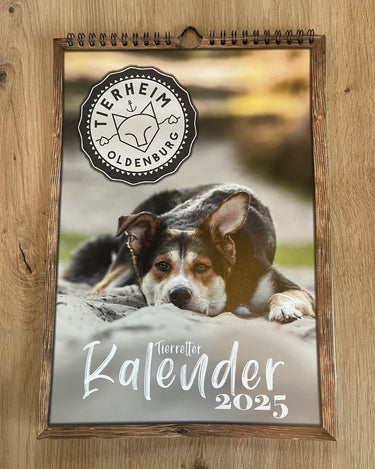 TIERHEIM
OLDENBURG
Tierretter
Kalender
2025